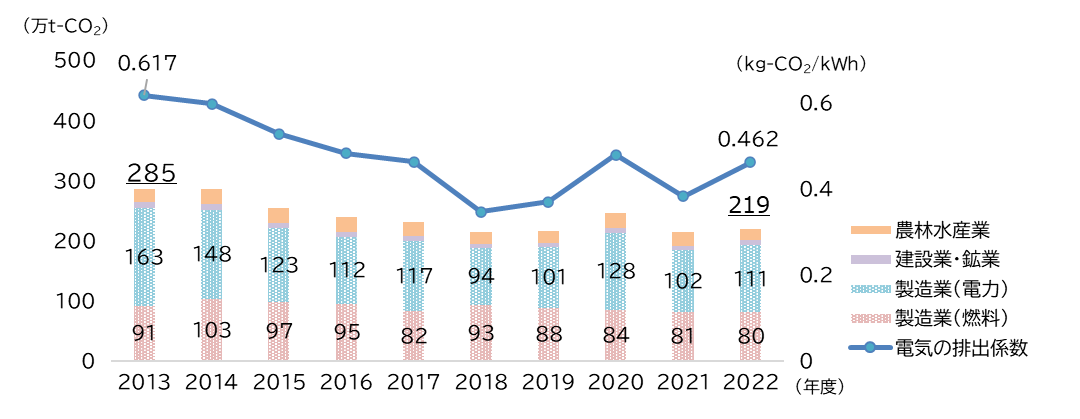 （万t-CO₂）
500
400
300
200
100
0
0.617
285
0.462
219
（kg-CO₂/kWh）
0.6
0.4
0.2
0
163 148 123 112 117 94 101 128 102 111
91 103 97 95 82 93 88 84 81 80
2013 2014 2015 2016 2017 2018 2019 2020 2021 2022 （年度）
農林水産業
建設業・鉱業
製造業（電力）
製造業（燃料）
電気の排出係数